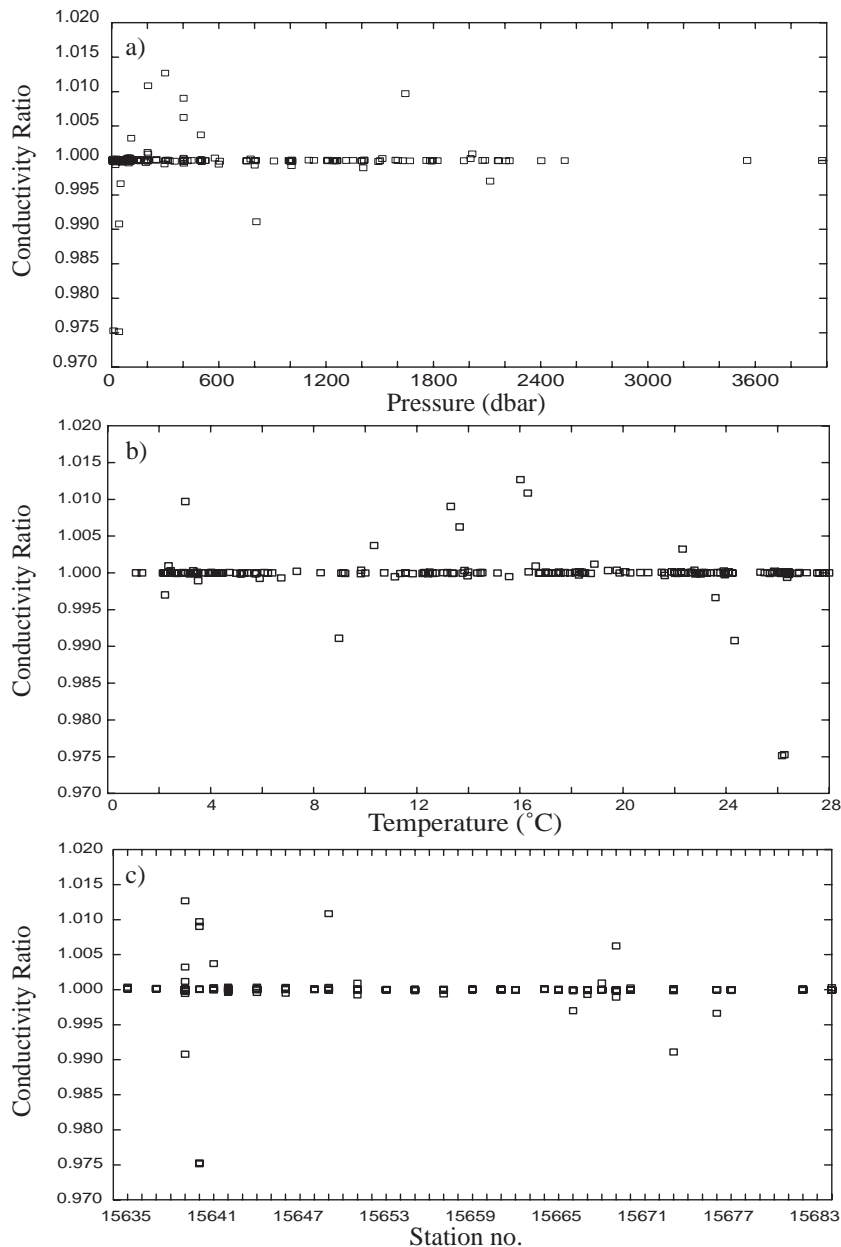 1.020
a)
1.015
1.010
1.005
1.000
0.995
0.990
0.985
0.980
0.975
0.970
Conductivity Ratio
0 600 1200 1800 2400 3000 3600
Pressure (dbar)
1.020
b)
1.015
1.010
1.005
1.000
0.995
0.990
0.985
0.980
0.975
0.970
Conductivity Ratio
0 4 8 12 16 20 24 28
Temperature (˚C)
1.020
c)
1.015
1.010
1.005
1.000
0.995
0.990
0.985
0.980
0.975
0.970
Conductivity Ratio
15635 15641 15647 15653 15659 15665 15671 15677 15683
Station no.